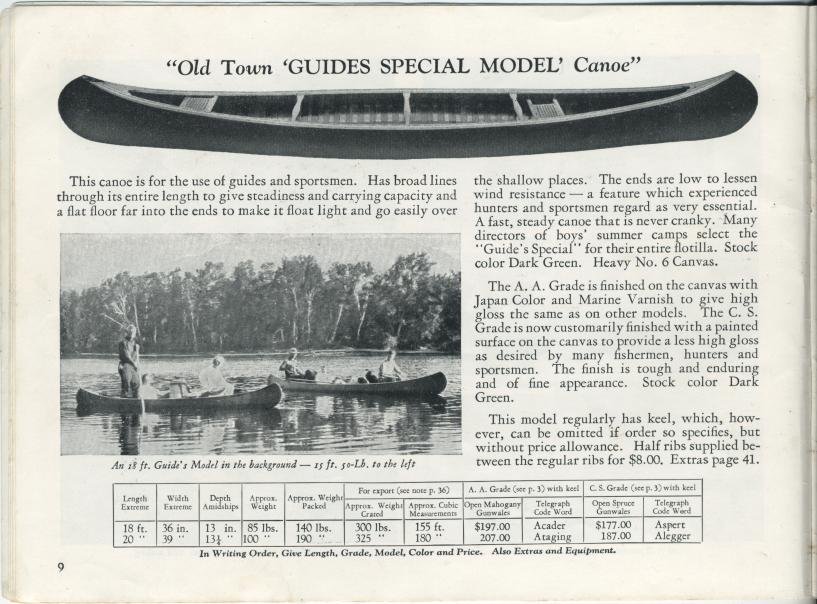 "Old Town 'GUIDES SPECIAL MODEL' Canoe"
This canoe is for the use of guides and sportsmen. Has broad lines
through its entire length to give steadiness and carrying capacity and
a flat floor far into the ends to make it float light and go easily over
An 18 ft. Guide's Model in the background — 15 ft. 50-Lb. to the left
the shallow places. The ends are low to lessen
wind resistance — a feature which experienced
hunters and sportsmen regard as very essential.
A fast, steady canoe that is never cranky. Many
directors of boys' summer camps select the
"Guide's Special" for their entire flotilla. Stock
color Dark Green. Heavy No. 6 Canvas.
The A. A. Grade is finished on the canvas with
Japan Color and Marine Varnish to give high
gloss the same as on other models. The C. S.
Grade is now customarily finished with a painted
surface on the canvas to provide a less high gloss
as desired by many fishermen, hunters and
sportsmen. The finish is tough and enduring
and of fine appearance. Stock color Dark
Green.
This model regularly has keel, which, how-
ever, can be omitted if order so specifies, but
without price allowance. Half ribs supplied be-
tween the regular ribs for $8.00. Extras page 41.
Length Extreme | Width Extreme | Depth Amidships | Approx. Weight | Approx. Weight Packed | For export (see note p. 36) | A. A. Grade (see p. 3) with keel | C. S. Grade (see p. 3) with keel
Approx. Weight Crated | Approx. Cubic Measurements | Open Mahogany Gunwales | Telegraph Code Word | Open Spruce Gunwales | Telegraph Code Word
18 ft. | 36 in. | 13 in. | 85 lbs. | 140 lbs. | 300 lbs. | 155 ft. | $197.00 | Acader | $177.00 | Aspert
20 " | 39 " | 13¼ " | 100 " | 190 " | 325 " | 180 " | 207.00 | Ataging | 187.00 | Alegger
In Writing Order, Give Length, Grade, Model, Color and Price. Also Extras and Equipment.
9